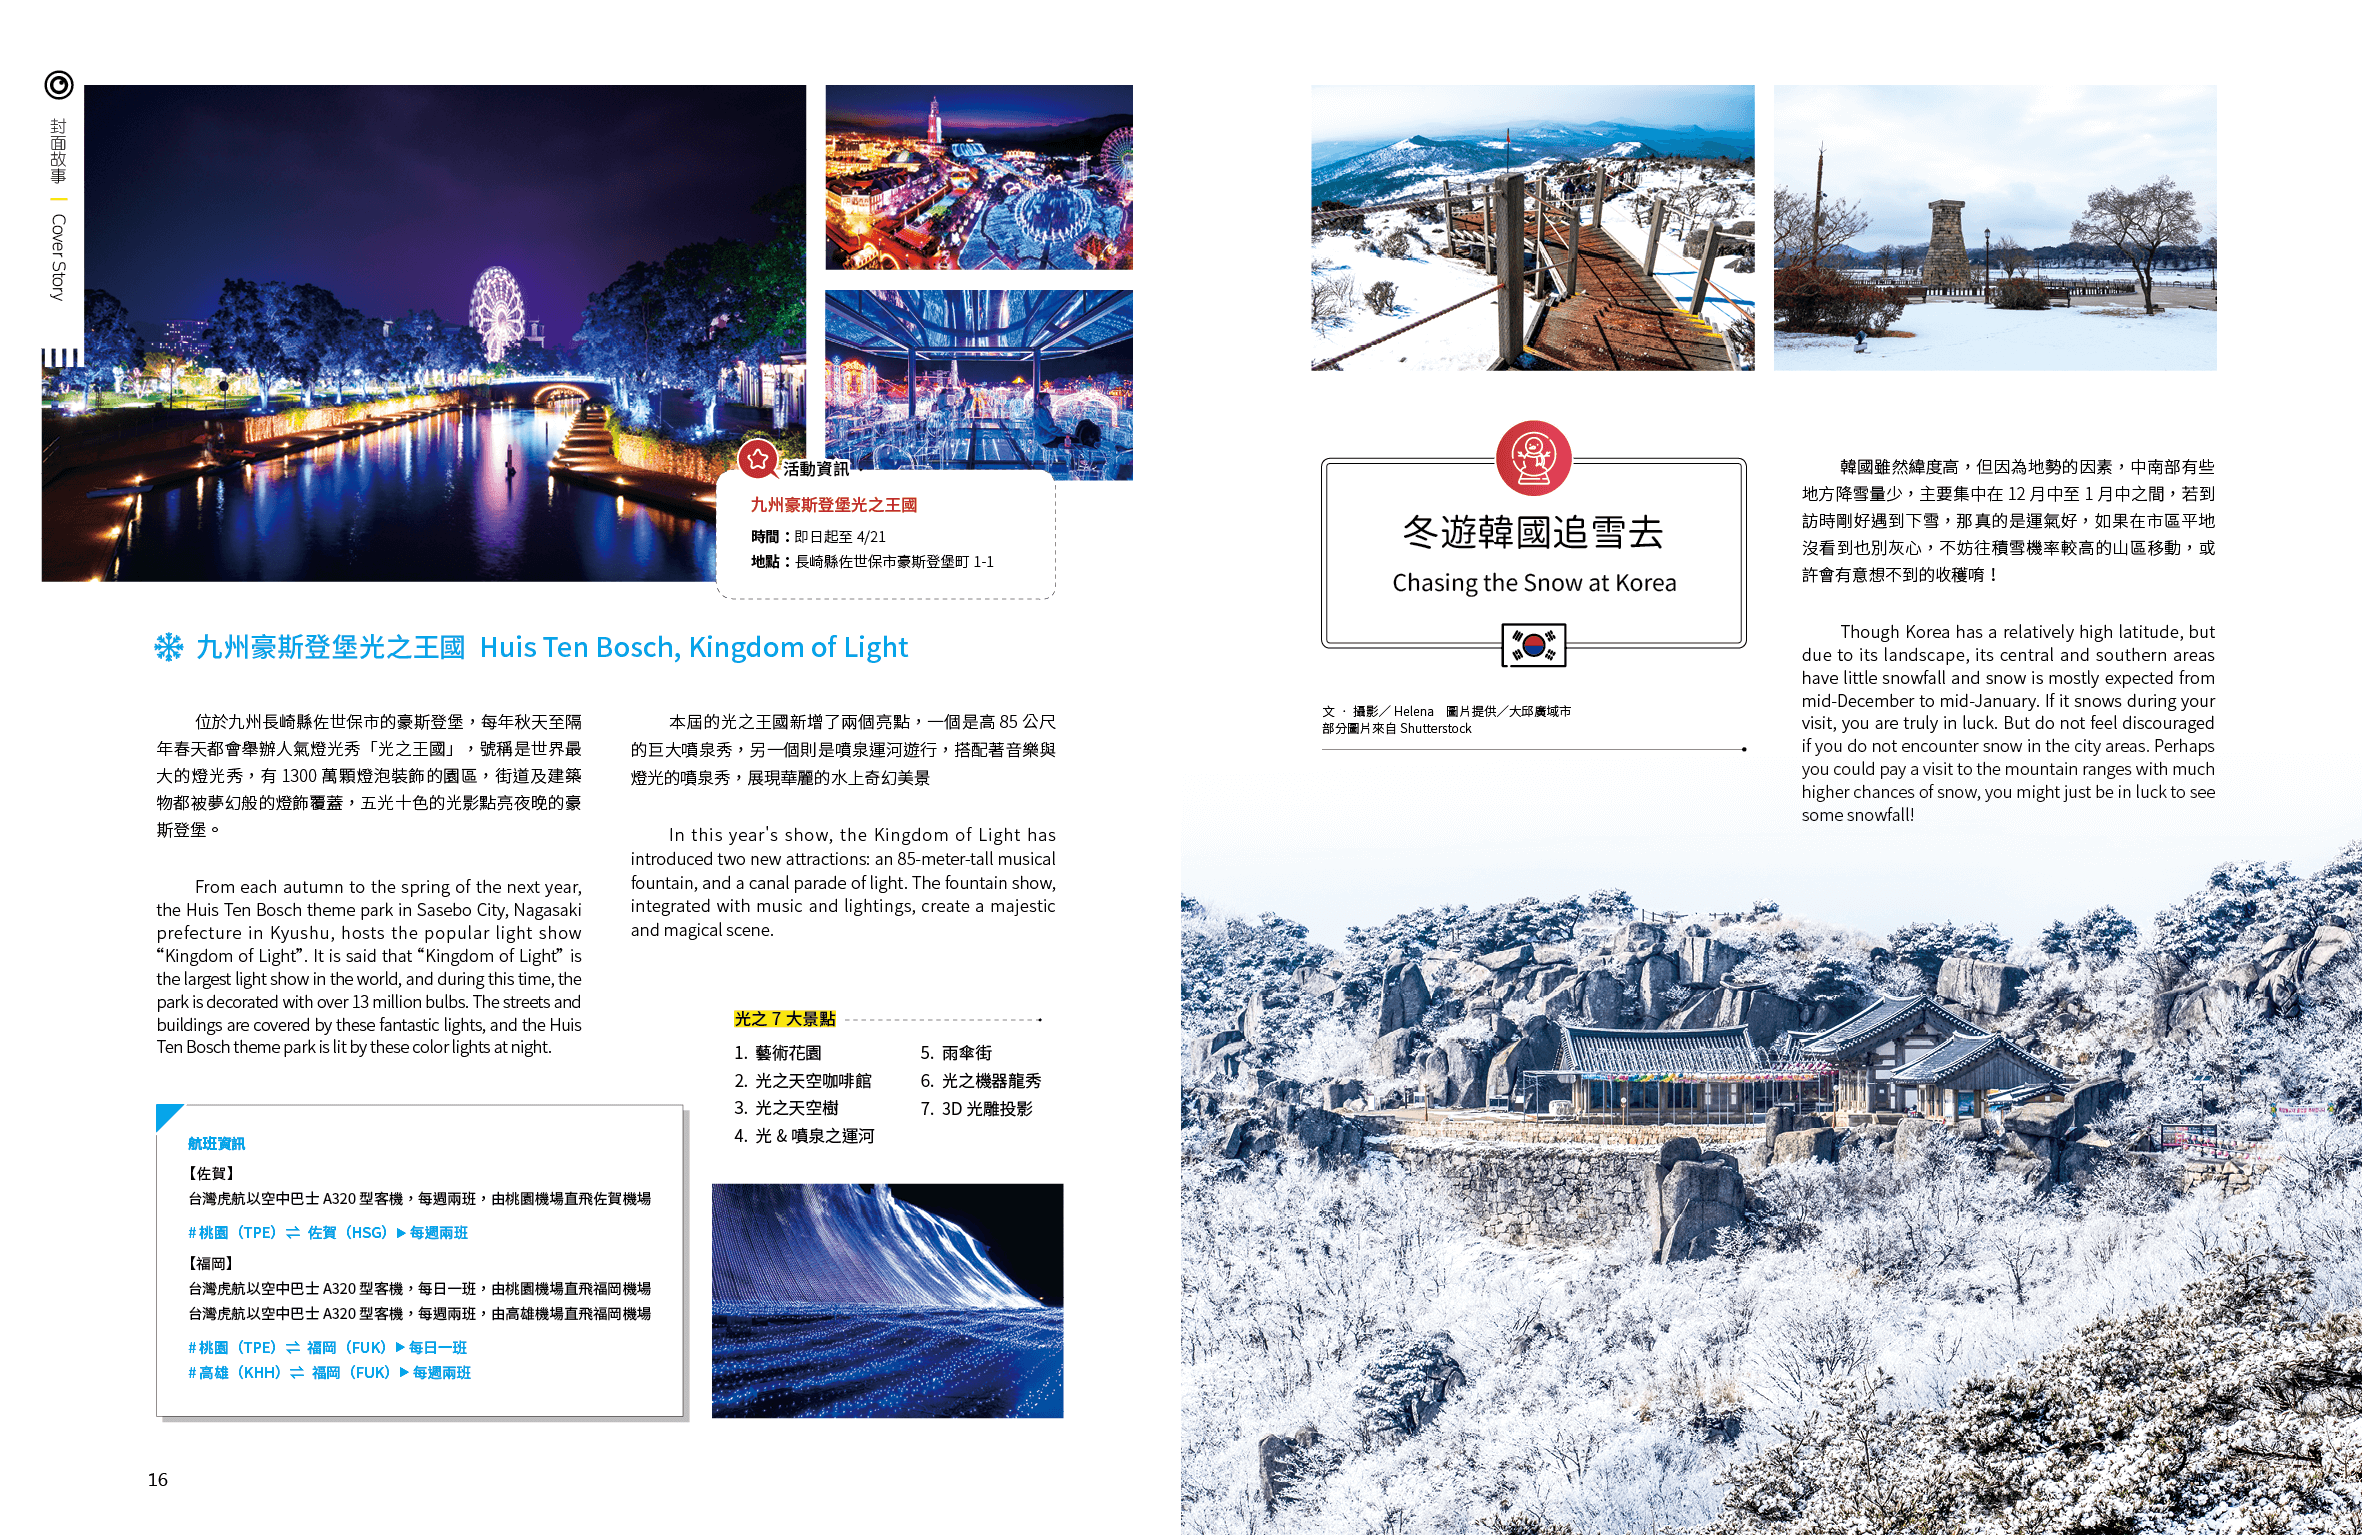 封面故事
Cover Story
活動資訊
九州豪斯登堡光之王國
時間：即日起至 4/21
地點：長崎縣佐世保市豪斯登堡町 1-1
九州豪斯登堡光之王國 Huis Ten Bosch, Kingdom of Light
位於九州長崎縣佐世保市的豪斯登堡，每年秋天至隔
年春天都會舉辦人氣燈光秀「光之王國」，號稱是世界最
大的燈光秀，有 1300 萬顆燈泡裝飾的園區，街道及建築
物都被夢幻般的燈飾覆蓋，五光十色的光影點亮夜晚的豪
斯登堡。
From each autumn to the spring of the next year,
the Huis Ten Bosch theme park in Sasebo City, Nagasaki
prefecture in Kyushu, hosts the popular light show
“Kingdom of Light”. It is said that “Kingdom of Light” is
the largest light show in the world, and during this time, the
park is decorated with over 13 million bulbs. The streets and
buildings are covered by these fantastic lights, and the Huis
Ten Bosch theme park is lit by these color lights at night.
本屆的光之王國新增了兩個亮點，一個是高 85 公尺
的巨大噴泉秀，另一個則是噴泉運河遊行，搭配著音樂與
燈光的噴泉秀，展現華麗的水上奇幻美景
In this year's show, the Kingdom of Light has
introduced two new attractions: an 85-meter-tall musical
fountain, and a canal parade of light. The fountain show,
integrated with music and lightings, create a majestic
and magical scene.
光之 7 大景點
1. 藝術花園
2. 光之天空咖啡館
3. 光之天空樹
4. 光 & 噴泉之運河
5. 雨傘街
6. 光之機器龍秀
7. 3D 光雕投影
航班資訊
【佐賀】
台灣虎航以空中巴士 A320 型客機，每週兩班，由桃園機場直飛佐賀機場
# 桃園（TPE）⇌ 佐賀（HSG）▶每週兩班
【福岡】
台灣虎航以空中巴士 A320 型客機，每日一班，由桃園機場直飛福岡機場
台灣虎航以空中巴士 A320 型客機，每週兩班，由高雄機場直飛福岡機場
# 桃園（TPE）⇌ 福岡（FUK）▶每日一班
# 高雄（KHH）⇌ 福岡（FUK）▶每週兩班
16
冬遊韓國追雪去
Chasing the Snow at Korea
文 · 攝影／ Helena 圖片提供／大邱廣域市
部分圖片來自 Shutterstock
韓國雖然緯度高，但因為地勢的因素，中南部有些
地方降雪量少，主要集中在 12 月中至 1 月中之間，若到
訪時剛好遇到下雪，那真的是運氣好，如果在市區平地
沒看到也別灰心，不妨往積雪機率較高的山區移動，或
許會有意想不到的收穫唷！
Though Korea has a relatively high latitude, but
due to its landscape, its central and southern areas
have little snowfall and snow is mostly expected from
mid-December to mid-January. If it snows during your
visit, you are truly in luck. But do not feel discouraged
if you do not encounter snow in the city areas. Perhaps
you could pay a visit to the mountain ranges with much
higher chances of snow, you might just be in luck to see
some snowfall!